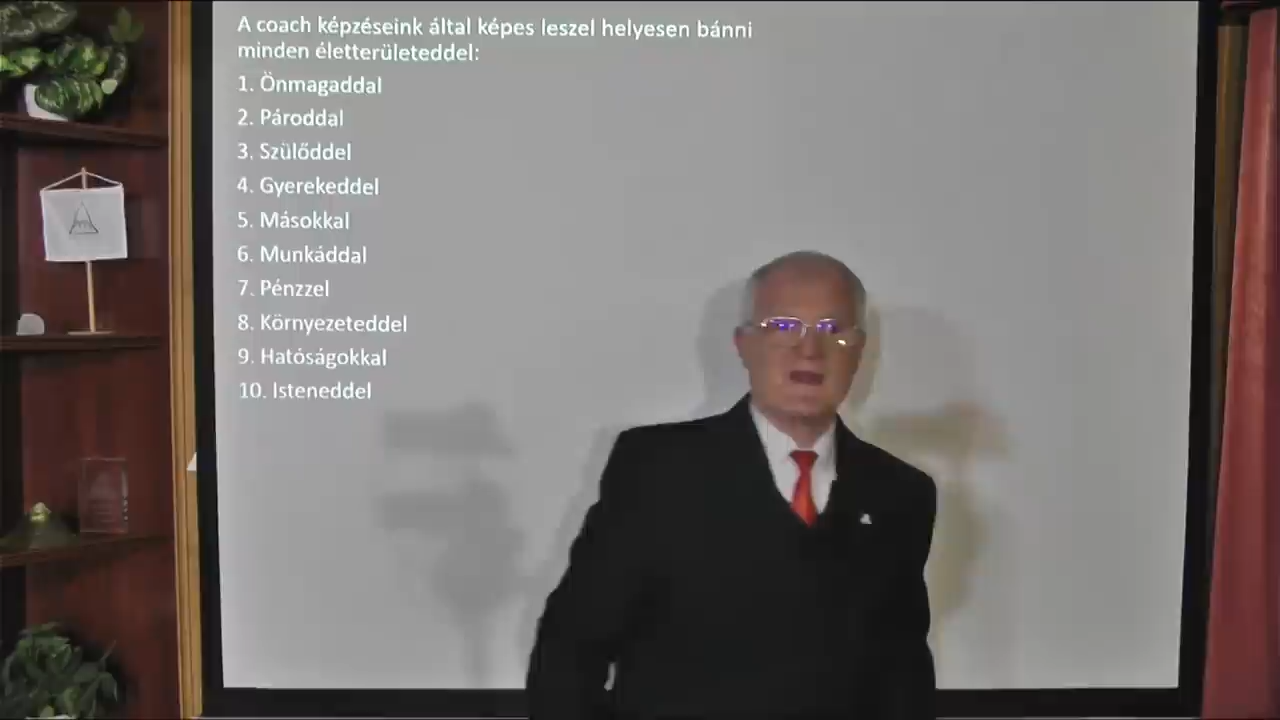 A coach képzéseink által képes leszel helyesen bánni
minden életterületeddel:
1. Önmagaddal
2. Pároddal
3. Szülőddel
4. Gyerekeddel
5. Másokkal
6. Munkáddal
7. Pénzzel
8. Környezeteddel
9. Hatóságokkal
10. Isteneddel